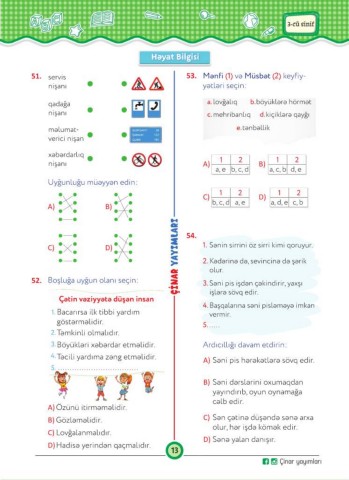 3-cü sinif
Həyat Bilgisi
51. servis
nişanı
qadağa
nişanı
məlumat-
verici nişan
xəbərdarlıq
nişanı
Uyğunluğu müəyyən edin:
A)
B)
C)
D)
52. Boşluğa uyğun olanı seçin:
Çətin vəziyyətə düşən insan
1. Bacarırsa ilk tibbi yardım
göstərməlidir.
2. Təmkinli olmalıdır.
3. Böyükləri xəbərdar etməlidir.
4. Təcili yardıma zəng etməlidir.
5.
A) Özünü itirməməlidir.
B) Gözləməlidir.
C) Lovğalanmalıdır.
D) Hadisə yerindən qaçmalıdır.
ÇİNAR YAYIMLARI
53. Mənfi (1) və Müsbət (2) keyfiy-
yətləri seçin:
a. lovğalıq b. böyüklərə hörmət
c. mehribanlıq d. kiçiklərə qayğı
e. tənbəllik
A) 1 2 B) 1 2
a, e b, c, d a, c, b d, e
C) 1 2 D) 1 2
b, c, d a, e a, d, e c, b
54.
1. Sənin sirrini öz sirri kimi qoruyur.
2. Kədərinə də, sevincinə də şərik
olur.
3. Səni pis işdən çəkindirir, yaxşı
işlərə sövq edir.
4. Başqalarına səni pisləməyə imkan
vermir.
5. ......
Ardıcıllığı davam etdirin:
A) Səni pis hərəkətlərə sövq edir.
B) Səni dərslərini oxumaqdan
yayındırıb, oyun oynamağa
cəlb edir.
C) Sən çətinə düşəndə sənə arxa
olur, hər işdə kömək edir.
D) Sənə yalan danışır.
13
Çinar yayımları